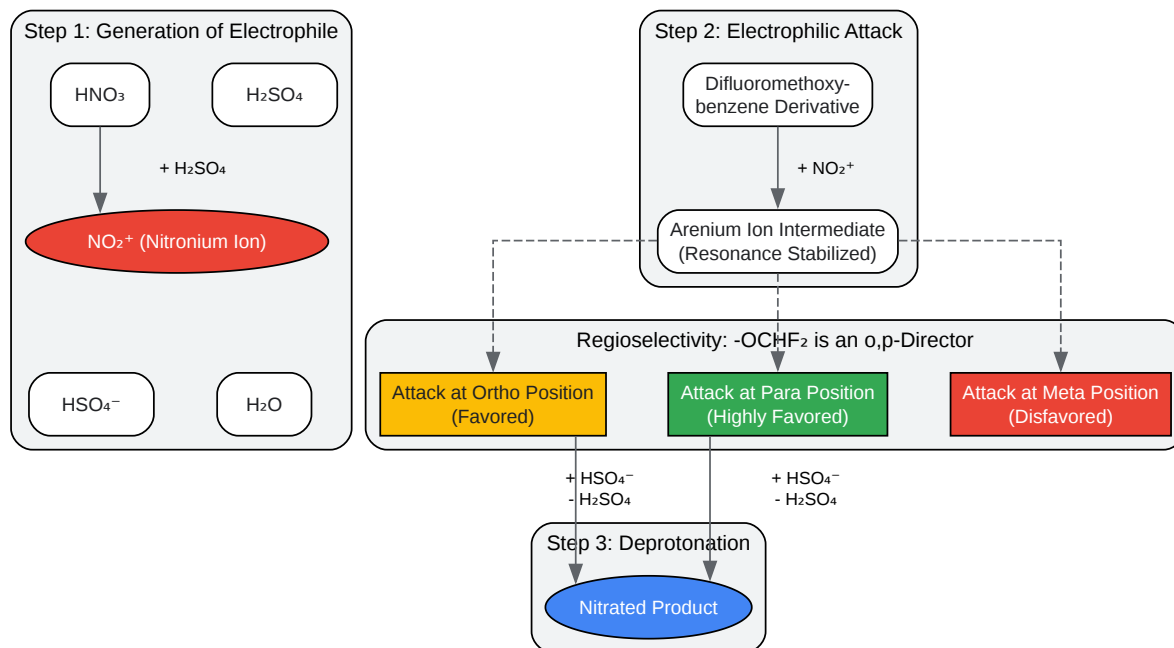 Step 1: Generation of Electrophile
HNO₃
H₂SO₄
+ H₂SO₄
NO₂⁺ (Nitronium Ion)
HSO₄⁻
H₂O
Step 2: Electrophilic Attack
Difluoromethoxy-
benzene Derivative
+ NO₂⁺
Arenium Ion Intermediate
(Resonance Stabilized)
Regioselectivity: -OCHF₂ is an o,p-Director
Attack at Ortho Position
(Favored)
Attack at Para Position
(Highly Favored)
Attack at Meta Position
(Disfavored)
+ HSO₄⁻
- H₂SO₄
+ HSO₄⁻
- H₂SO₄
Step 3: Deprotonation
Nitrated Product